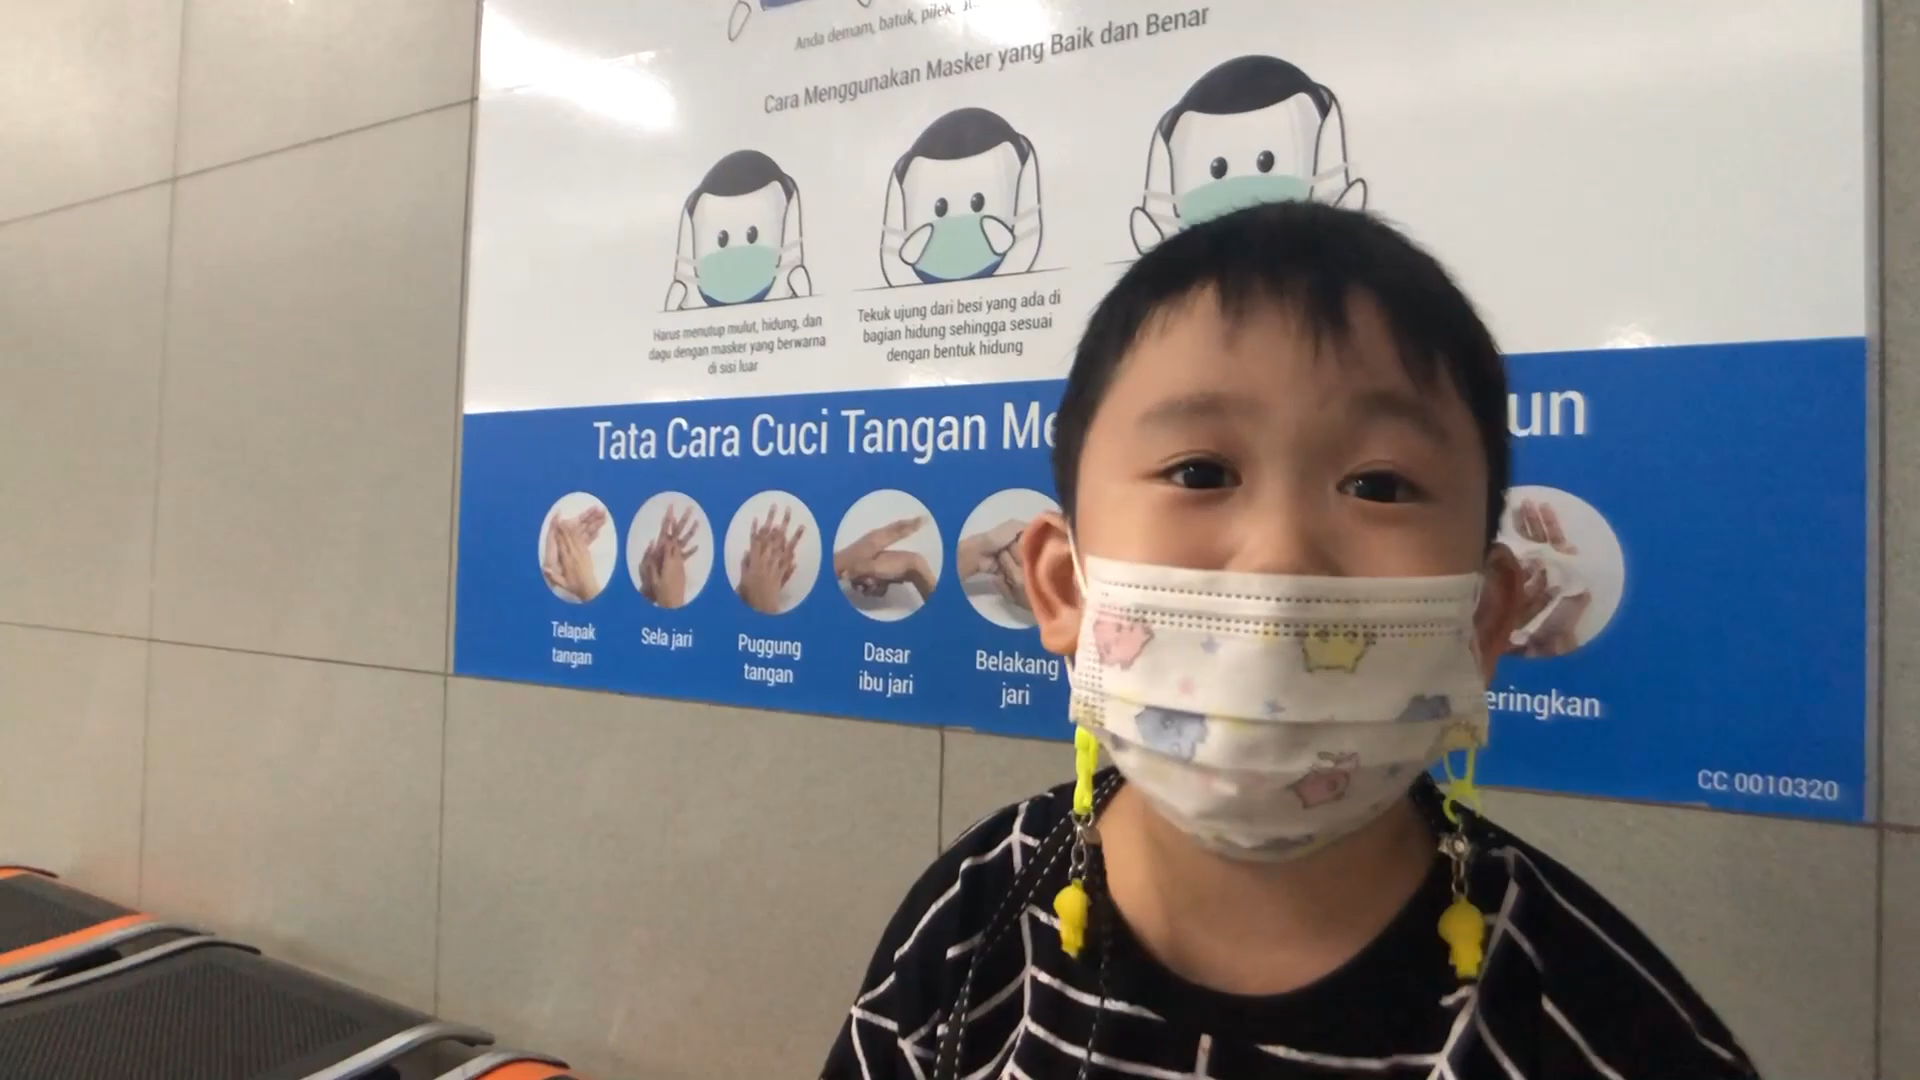 Anda demam, batuk, pilek,
Cara Menggunakan Masker yang Baik dan Benar
Harus menutup mulut, hidung, dan
dagu dengan masker yang berwarna
di sisi luar
Tekuk ujung dari besi yang ada di
bagian hidung sehingga sesuai
dengan bentuk hidung
Tata Cara Cuci Tangan Me un
Telapak
tangan
Sela jari
Puggung
tangan
Dasar
ibu jari
Belakang
jari
eringkan
CC 0010320